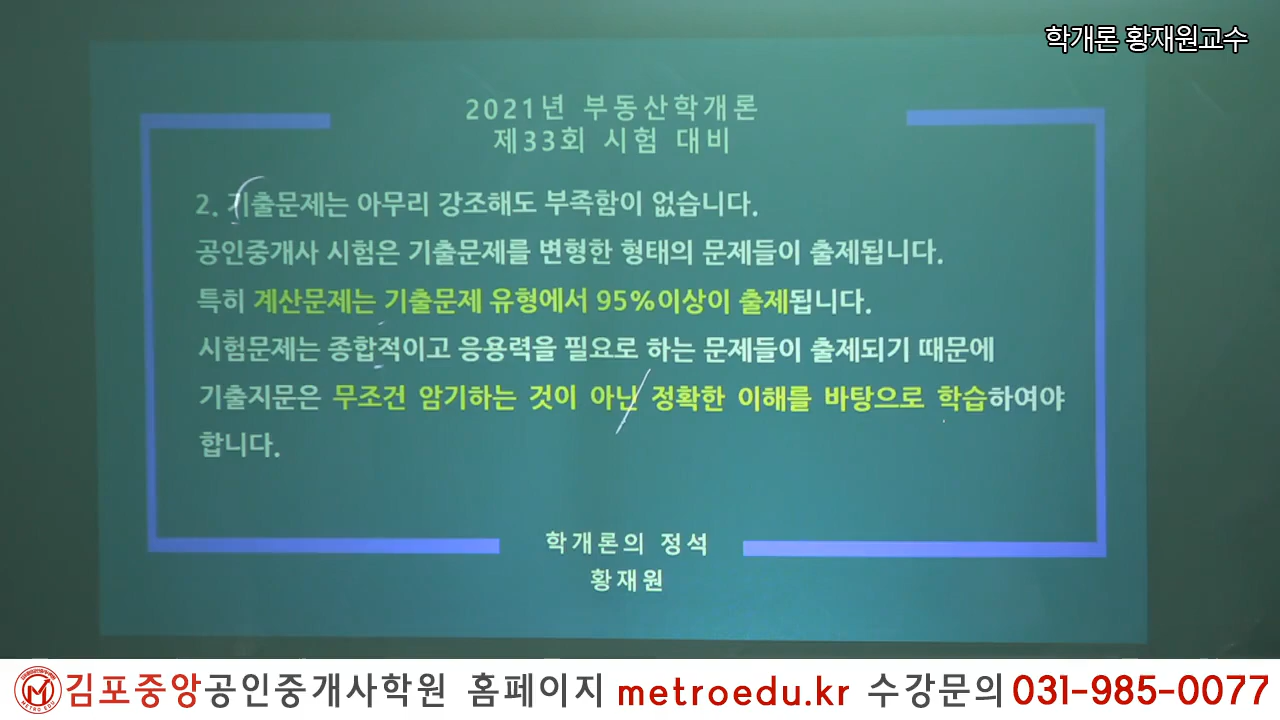 학개론 황재원교수
2021년 부동산학개론
제33회 시험 대비
2. 기출문제는 아무리 강조해도 부족함이 없습니다.
공인중개사 시험은 기출문제를 변형한 형태의 문제들이 출제됩니다.
특히 계산문제는 기출문제 유형에서 95%이상이 출제됩니다.
시험문제는 종합적이고 응용력을 필요로 하는 문제들이 출제되기 때문에
기출지문은 무조건 암기하는 것이 아닌 정확한 이해를 바탕으로 학습하여야
합니다.
학개론의 정석
황재원
METRO EDU
김포중앙공인중개사학원 홈페이지 metroedu.kr 수강문의 031-985-0077